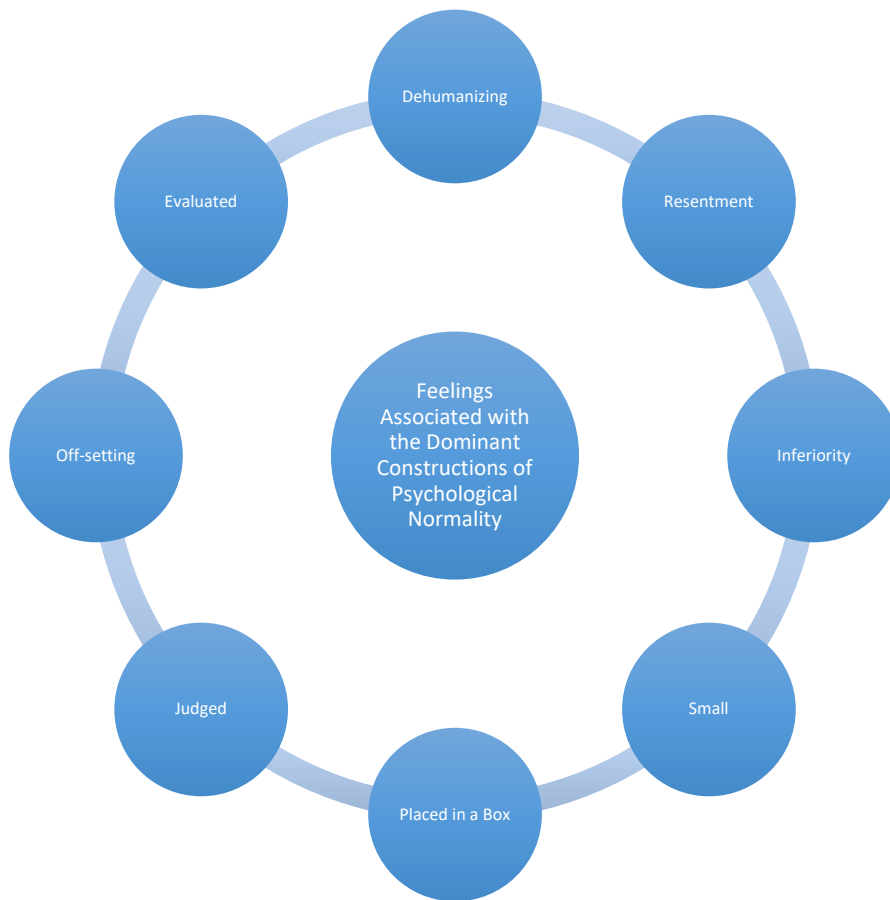 Dehumanizing
Evaluated
Resentment
Feelings
Associated with
the Dominant
Constructions of
Psychological
Normality
Off-setting
Inferiority
Judged
Small
Placed in a Box